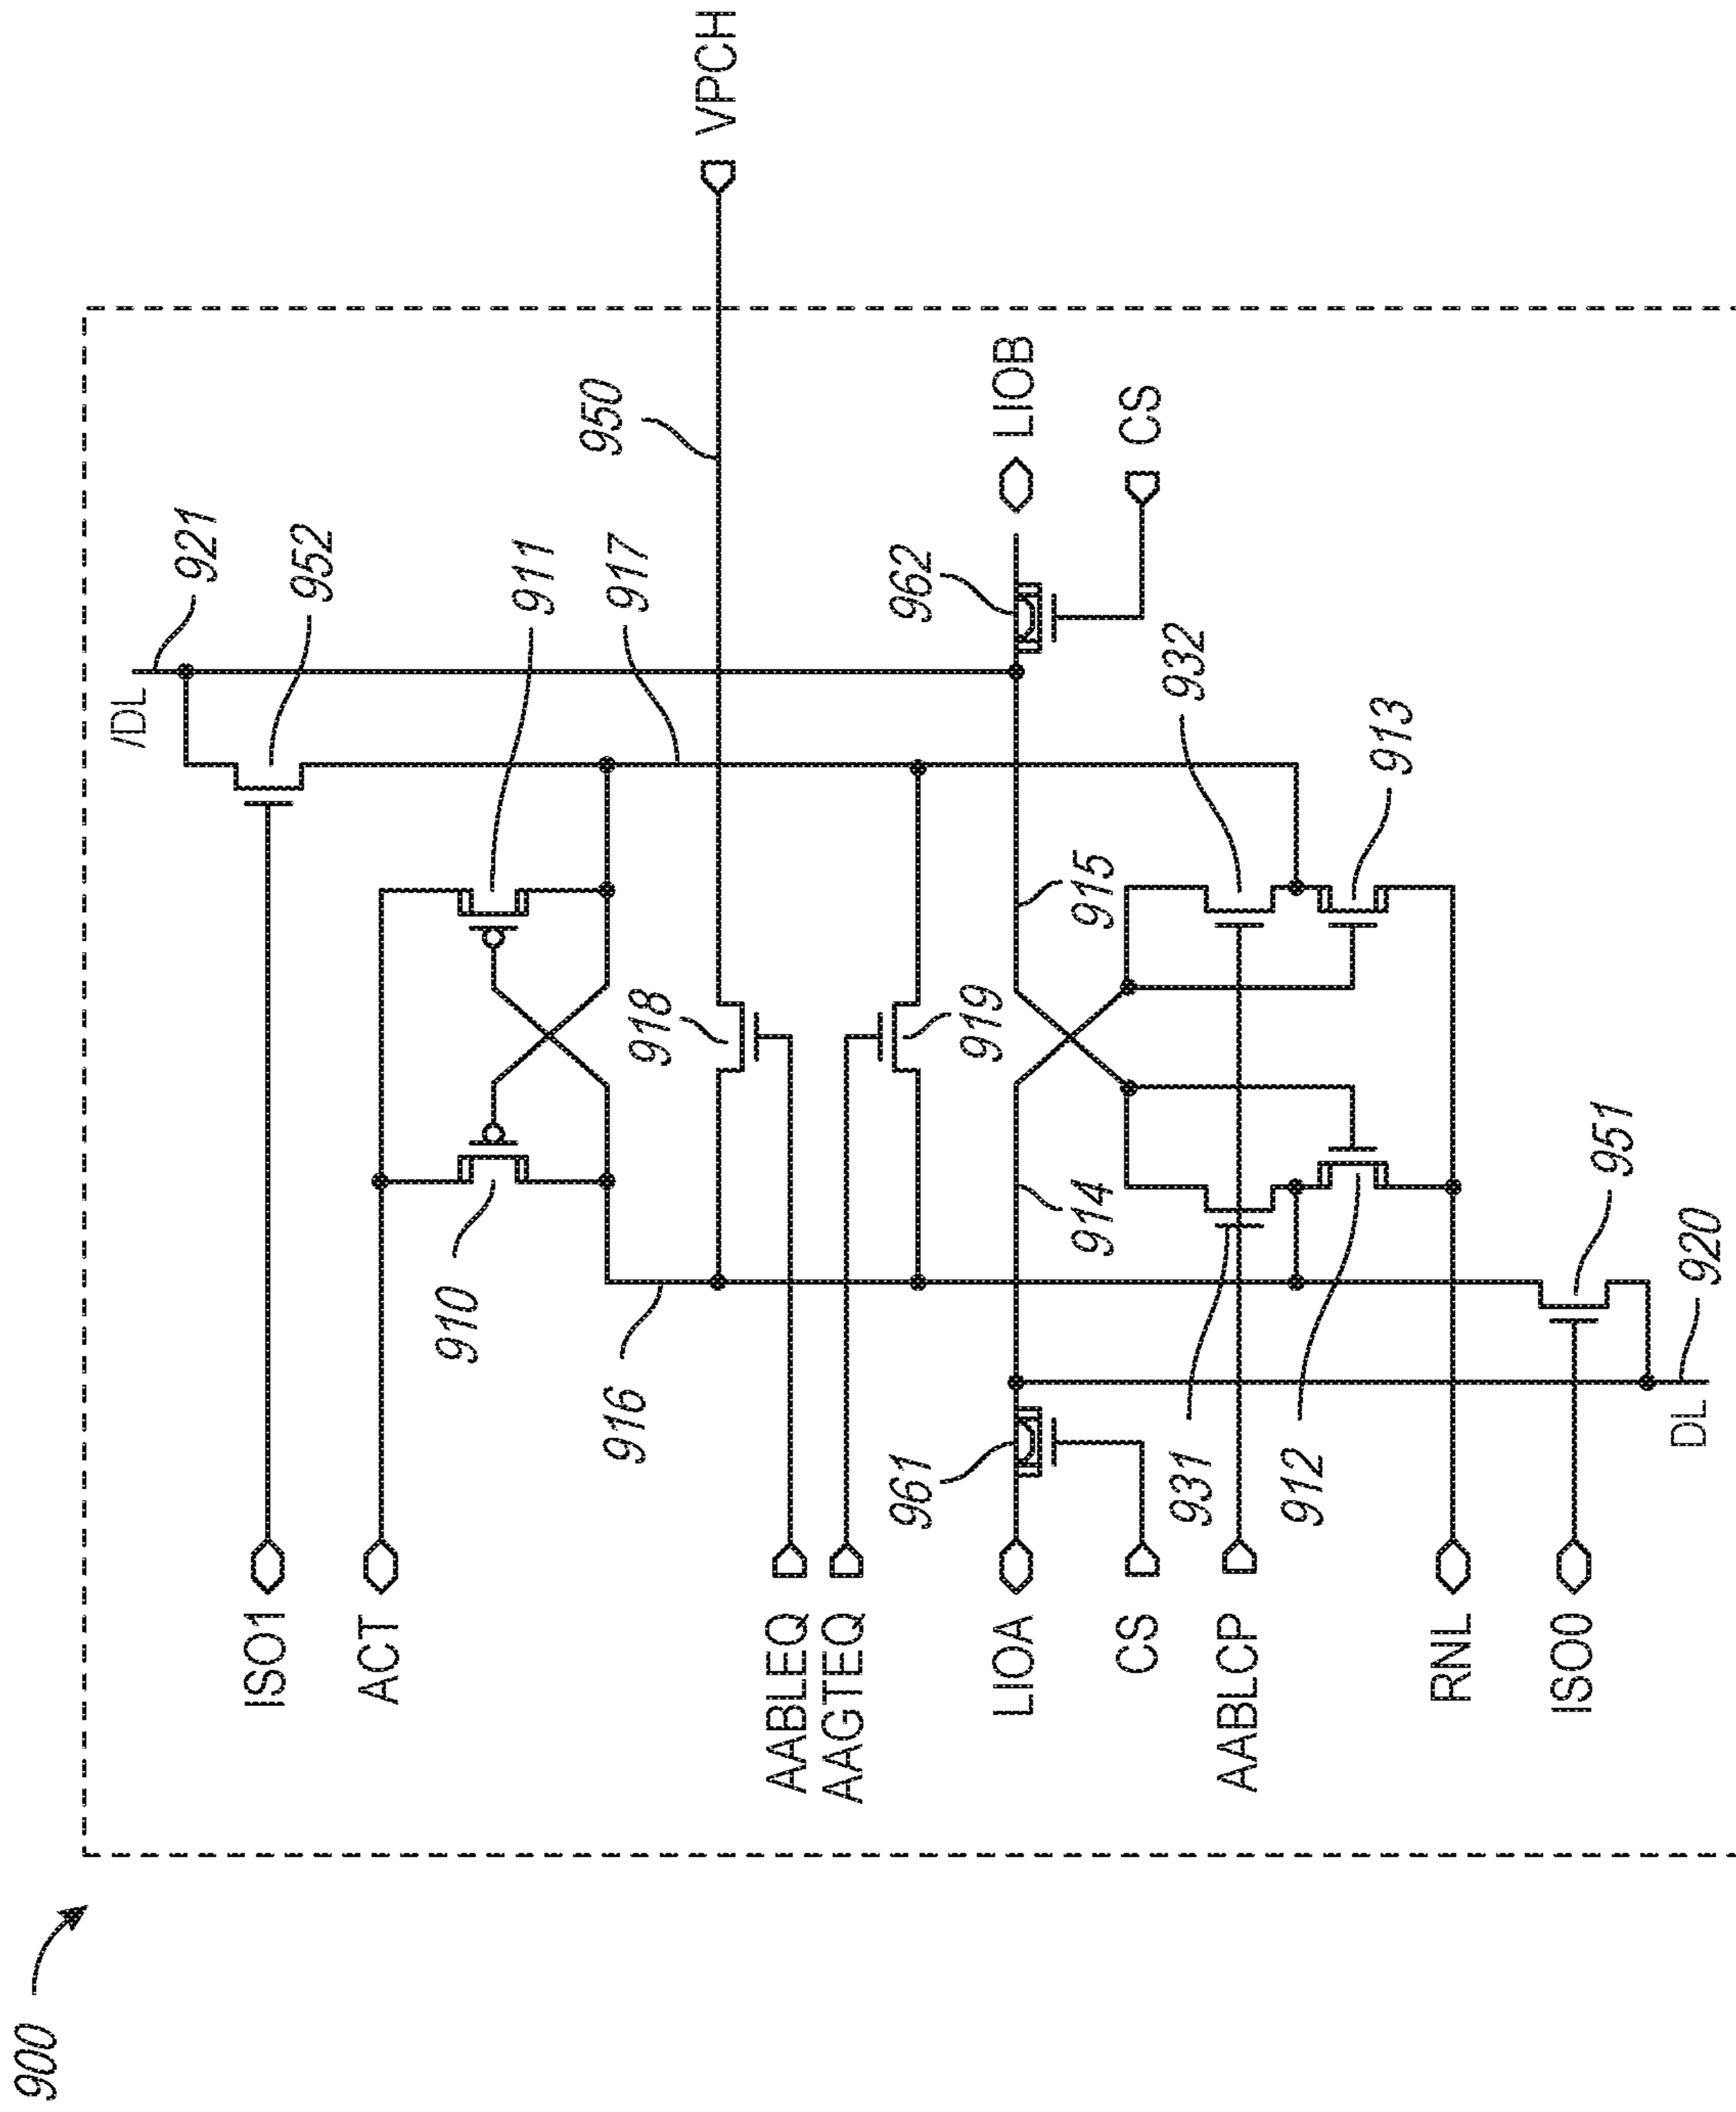 900
/DL
921
ISO1
952
ACT
911
917
910
950
VPCH
918
916
AABLEQ
AAGTEQ
919
962
LIOB
961
LIOA
914
915
CS
CS
932
931
AABLCP
912
913
RNL
951
ISO0
920
DL